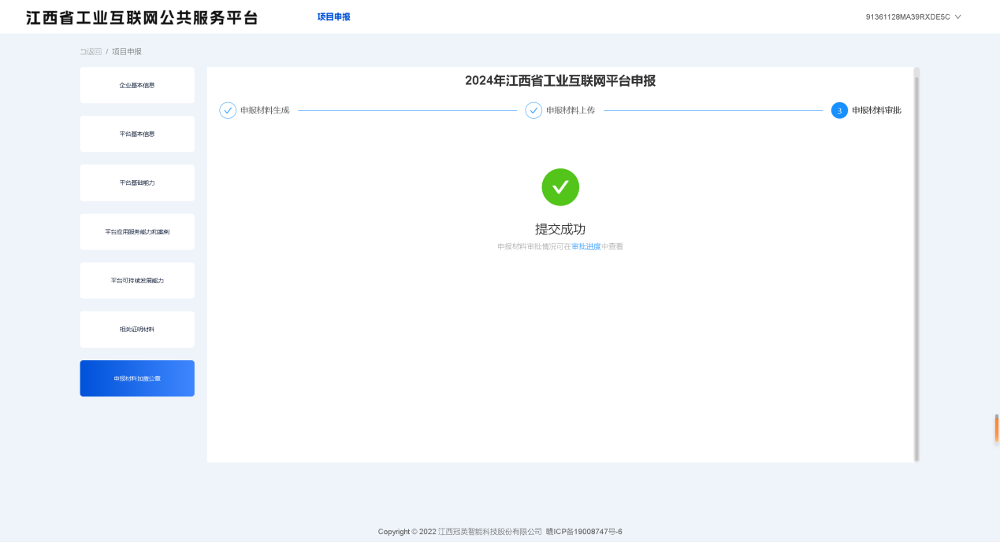 江西省工业互联网公共服务平台
项目申报
91361128MA39RXDE5C
返回 / 项目申报
企业基本信息
平台基本信息
平台基础能力
平台应用服务能力和案例
平台可持续发展能力
相关证明材料
申报材料加盖公章
2024年江西省工业互联网平台申报
申报材料生成
申报材料上传
3 申报材料审批
提交成功
申报材料审批情况可在审批进度中查看
Copyright © 2022 江西冠英智能科技股份有限公司 赣ICP备19008747号-6